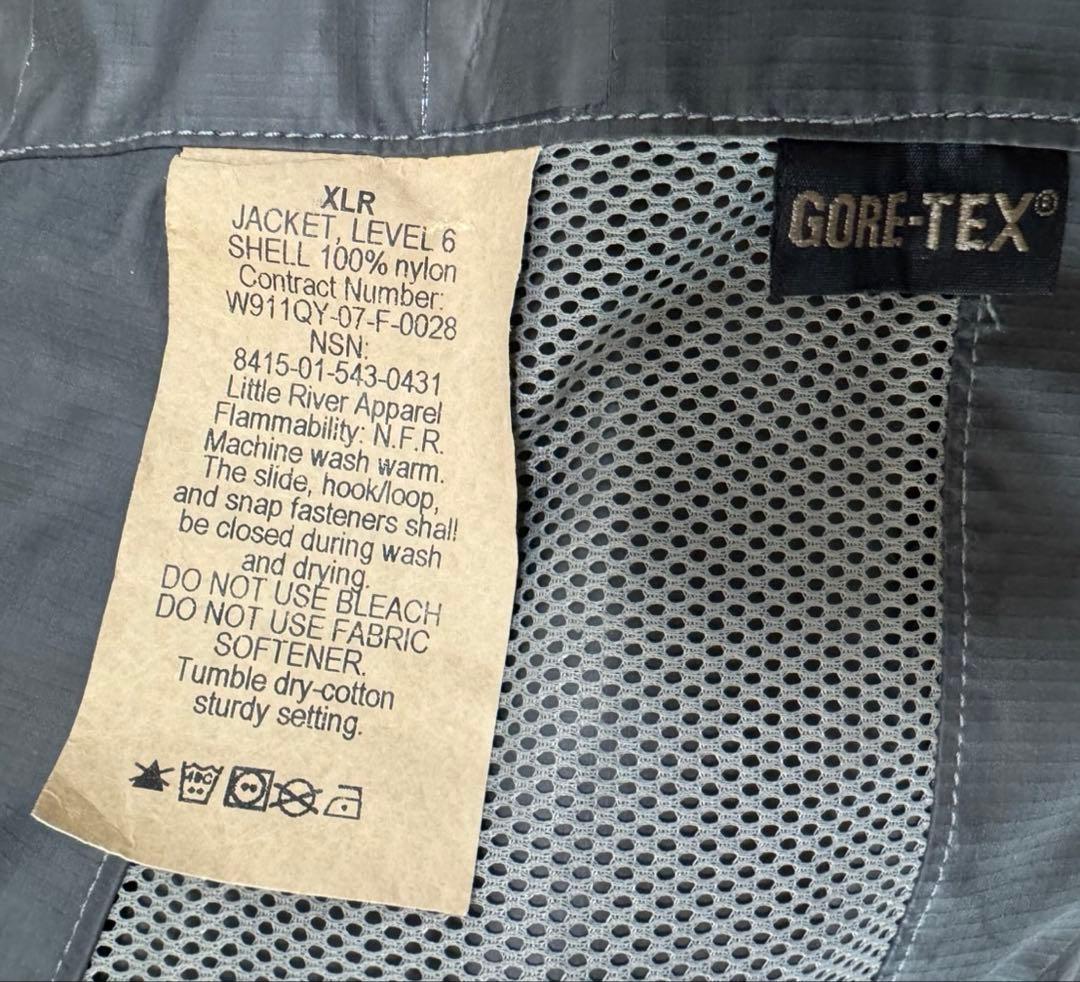 XLR
JACKET, LEVEL 6
SHELL 100% nylon
Contract Number:
W911QY-07-F-0028
NSN:
8415-01-543-0431
Little River Apparel
Flammability: N.F.R.
Machine wash warm.
The slide, hook/loop,
and snap fasteners shall
be closed during wash
and drying.
DO NOT USE BLEACH
DO NOT USE FABRIC
SOFTENER.
Tumble dry-cotton
sturdy setting.
GORE-TEX®